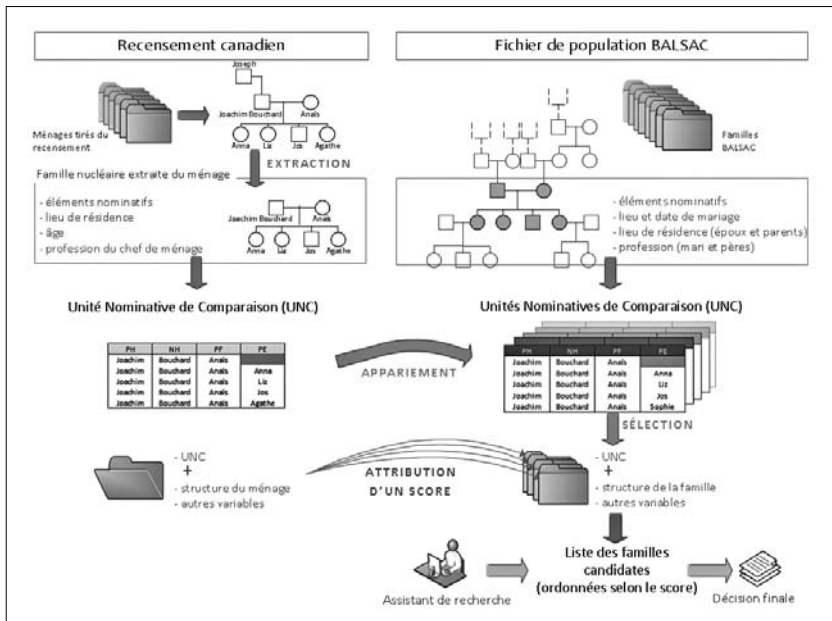 Recensement canadien
Joseph
Joachim Bouchard
Anaïs
Ménages tirés du
recensement
Anna
Liz
Jos
Agathe
EXTRACTION
Famille nucléaire extraite du ménage
- éléments nominatifs
- lieu de résidence
- âge
- profession du chef de ménage
Joachim Bouchard
Anaïs
Anna
Liz
Jos
Agathe
Unité Nominative de Comparaison (UNC)
PH NH PF PE
Joachim Bouchard Anaïs
Joachim Bouchard Anaïs Anna
Joachim Bouchard Anaïs Liz
Joachim Bouchard Anaïs Jos
Joachim Bouchard Anaïs Agathe
Fichier de population BALSAC
Familles
BALSAC
- éléments nominatifs
- lieu et date de mariage
- lieu de résidence (époux et parents)
- profession (mari et pères)
Unités Nominatives de Comparaison (UNC)
APPARIEMENT
PH NH PF PE
Joachim Bouchard Anaïs
Joachim Bouchard Anaïs Anna
Joachim Bouchard Anaïs Liz
Joachim Bouchard Anaïs Jos
Joachim Bouchard Anaïs Sophie
SÉLECTION
- UNC
+
- structure du ménage
- autres variables
ATTRIBUTION
D'UN SCORE
- UNC
+
- structure de la famille
- autres variables
Assistant de recherche
Liste des familles
candidates
(ordonnées selon le score)
Décision finale